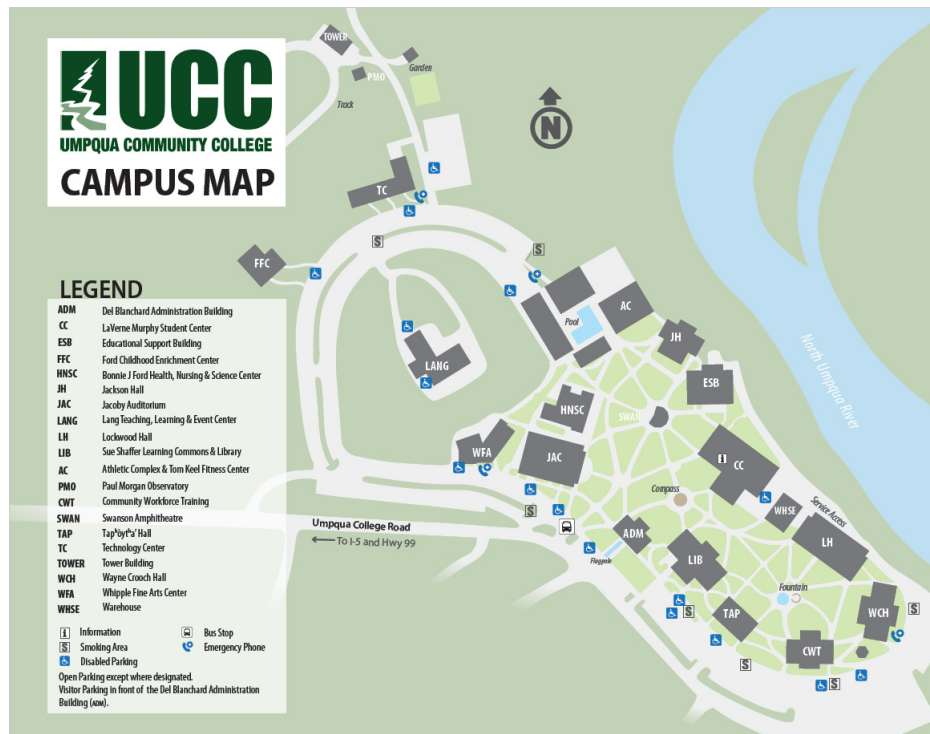 UCC
UMPQUA COMMUNITY COLLEGE
CAMPUS MAP
TOWER
PMO
Garden
Track
N
TC
S
S
FFC
LANG
Pool
AC
JH
ESB
HNSC
SWAN
North Umpqua River
WFA
JAC
i
CC
Compass
S
Umpqua College Road
To I-5 and Hwy 99
WHSE
Service Access
ADM
Flagpole
LIB
LH
Fountain
S
TAP
WCH
S
S
CWT
S
LEGEND
ADM Del Blanchard Administration Building
CC LaVerne Murphy Student Center
ESB Educational Support Building
FFC Ford Childhood Enrichment Center
HNSC Bonnie J Ford Health, Nursing & Science Center
JH Jackson Hall
JAC Jacoby Auditorium
LANG Lang Teaching, Learning & Event Center
LH Lockwood Hall
LIB Sue Shaffer Learning Commons & Library
AC Athletic Complex & Tom Keel Fitness Center
PMO Paul Morgan Observatory
CWT Community Workforce Training
SWAN Swanson Amphitheatre
TAP Tapʰòytʰaʼ Hall
TC Technology Center
TOWER Tower Building
WCH Wayne Crooch Hall
WFA Whipple Fine Arts Center
WHSE Warehouse
i Information
Bus Stop
S Smoking Area
Emergency Phone
Disabled Parking
Open Parking except where designated.
Visitor Parking in front of the Del Blanchard Administration
Building (ADM).